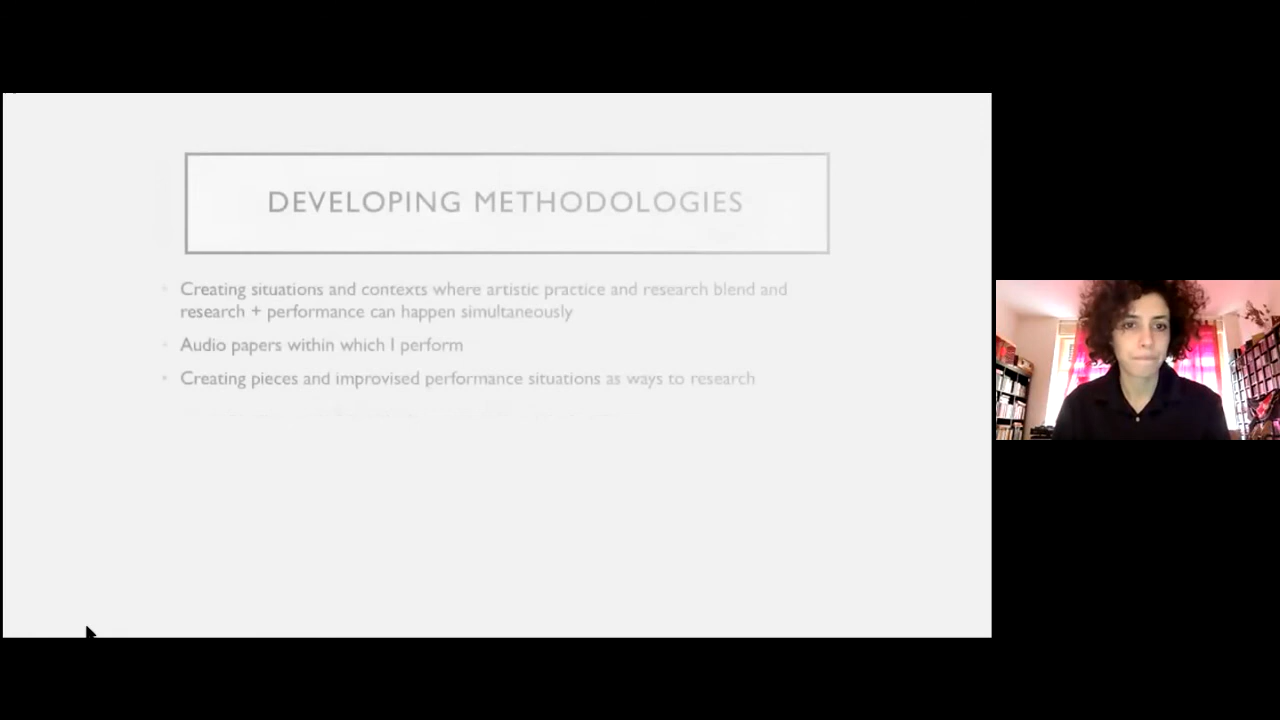 DEVELOPING METHODOLOGIES
Creating situations and contexts where artistic practice and research blend and
research + performance can happen simultaneously
Audio papers within which I perform
Creating pieces and improvised performance situations as ways to research